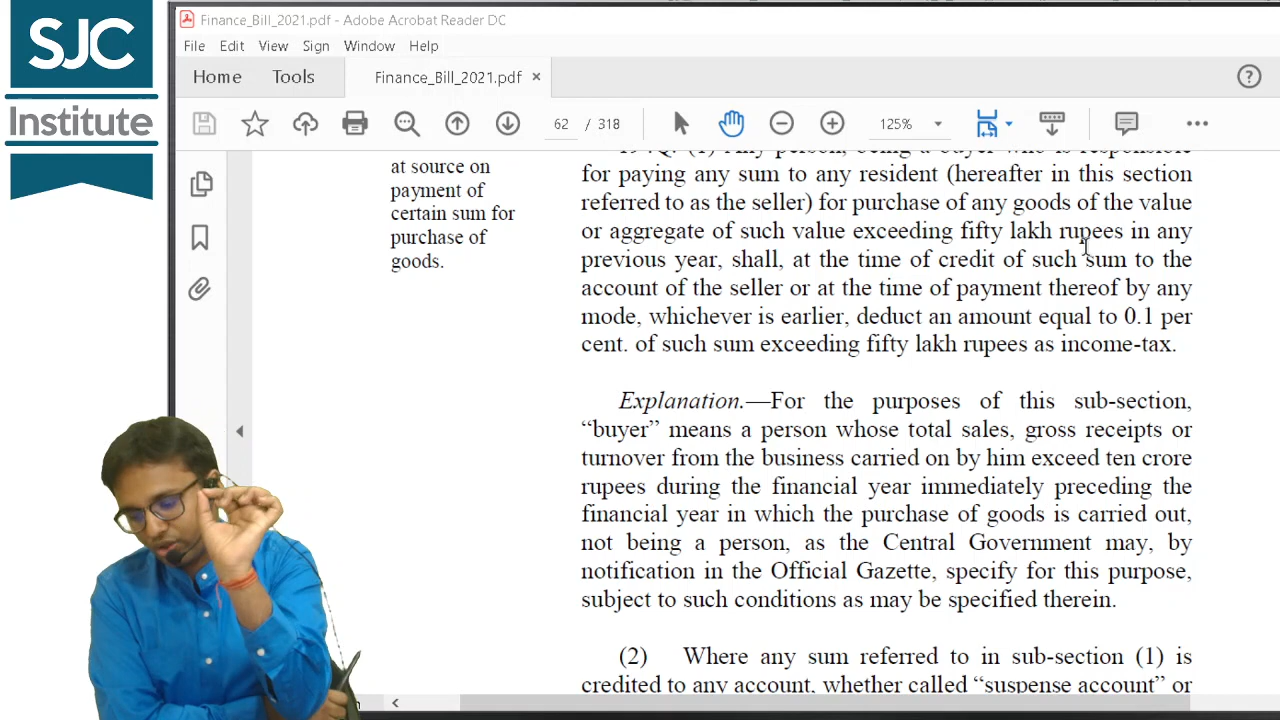 SJC
Institute
Finance_Bill_2021.pdf - Adobe Acrobat Reader DC
File Edit View Sign Window Help
Home Tools Finance_Bill_2021.pdf ×
62 / 318 125%
at source on
payment of
certain sum for
purchase of
goods.
194Q. (1) Any person, being a buyer who is responsible
for paying any sum to any resident (hereafter in this section
referred to as the seller) for purchase of any goods of the value
or aggregate of such value exceeding fifty lakh rupees in any
previous year, shall, at the time of credit of such sum to the
account of the seller or at the time of payment thereof by any
mode, whichever is earlier, deduct an amount equal to 0.1 per
cent. of such sum exceeding fifty lakh rupees as income-tax.
Explanation.—For the purposes of this sub-section,
“buyer” means a person whose total sales, gross receipts or
turnover from the business carried on by him exceed ten crore
rupees during the financial year immediately preceding the
financial year in which the purchase of goods is carried out,
not being a person, as the Central Government may, by
notification in the Official Gazette, specify for this purpose,
subject to such conditions as may be specified therein.
(2) Where any sum referred to in sub-section (1) is
credited to any account, whether called “suspense account” or